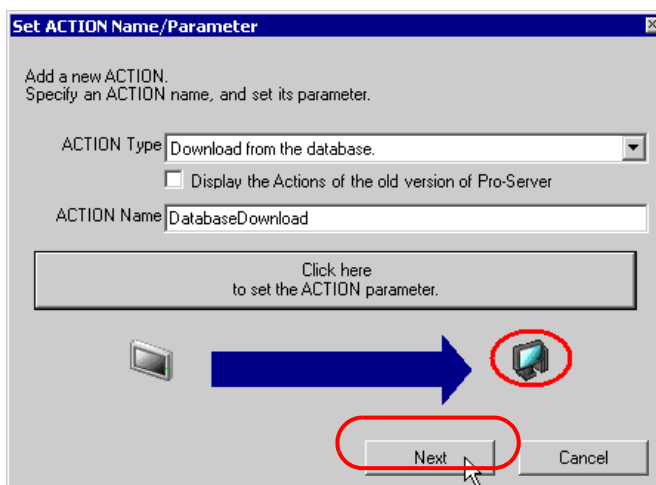 Set ACTION Name/Parameter
Add a new ACTION.
Specify an ACTION name, and set its parameter.
ACTION Type Download from the database.
Display the Actions of the old version of Pro-Server
ACTION Name DatabaseDownload
Click here
to set the ACTION parameter.
Next Cancel